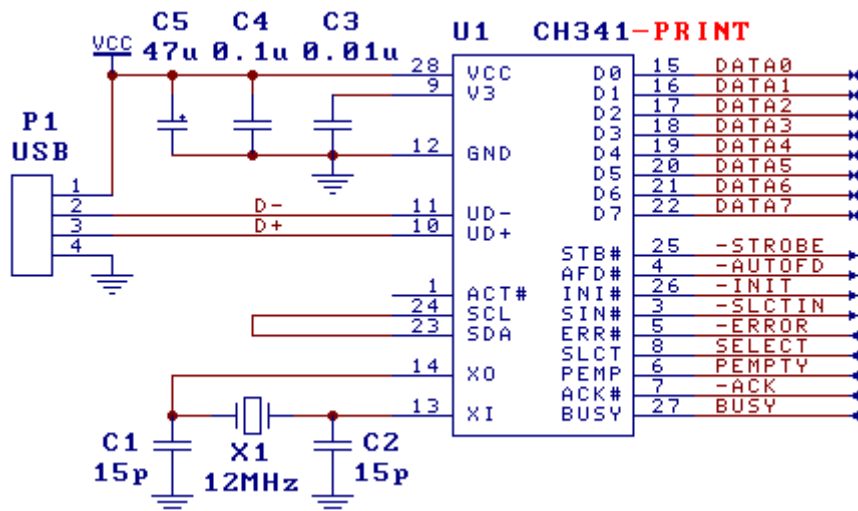 C5 C4 C3 U1 CH341-PRINT
VCC 47u 0.1u 0.01u
28 VCC D0 15 DATA0
9 V3 D1 16 DATA1
D2 17 DATA2
P1 D3 18 DATA3
USB 12 GND D4 19 DATA4
D5 20 DATA5
1 D6 21 DATA6
2 D- 11 UD- D7 22 DATA7
3 D+ 10 UD+
4 STB# 25 -STROBE
AFD# 4 -AUTOFD
1 ACT# INI# 26 -INIT
24 SCL SIN# 3 -SLCTIN
23 SDA ERR# 5 -ERROR
SLCT 8 SELECT
14 XO PEMP 6 PEMPTY
ACK# 7 -ACK
13 XI BUSY 27 BUSY
C1 X1 C2
15p 12MHz 15p